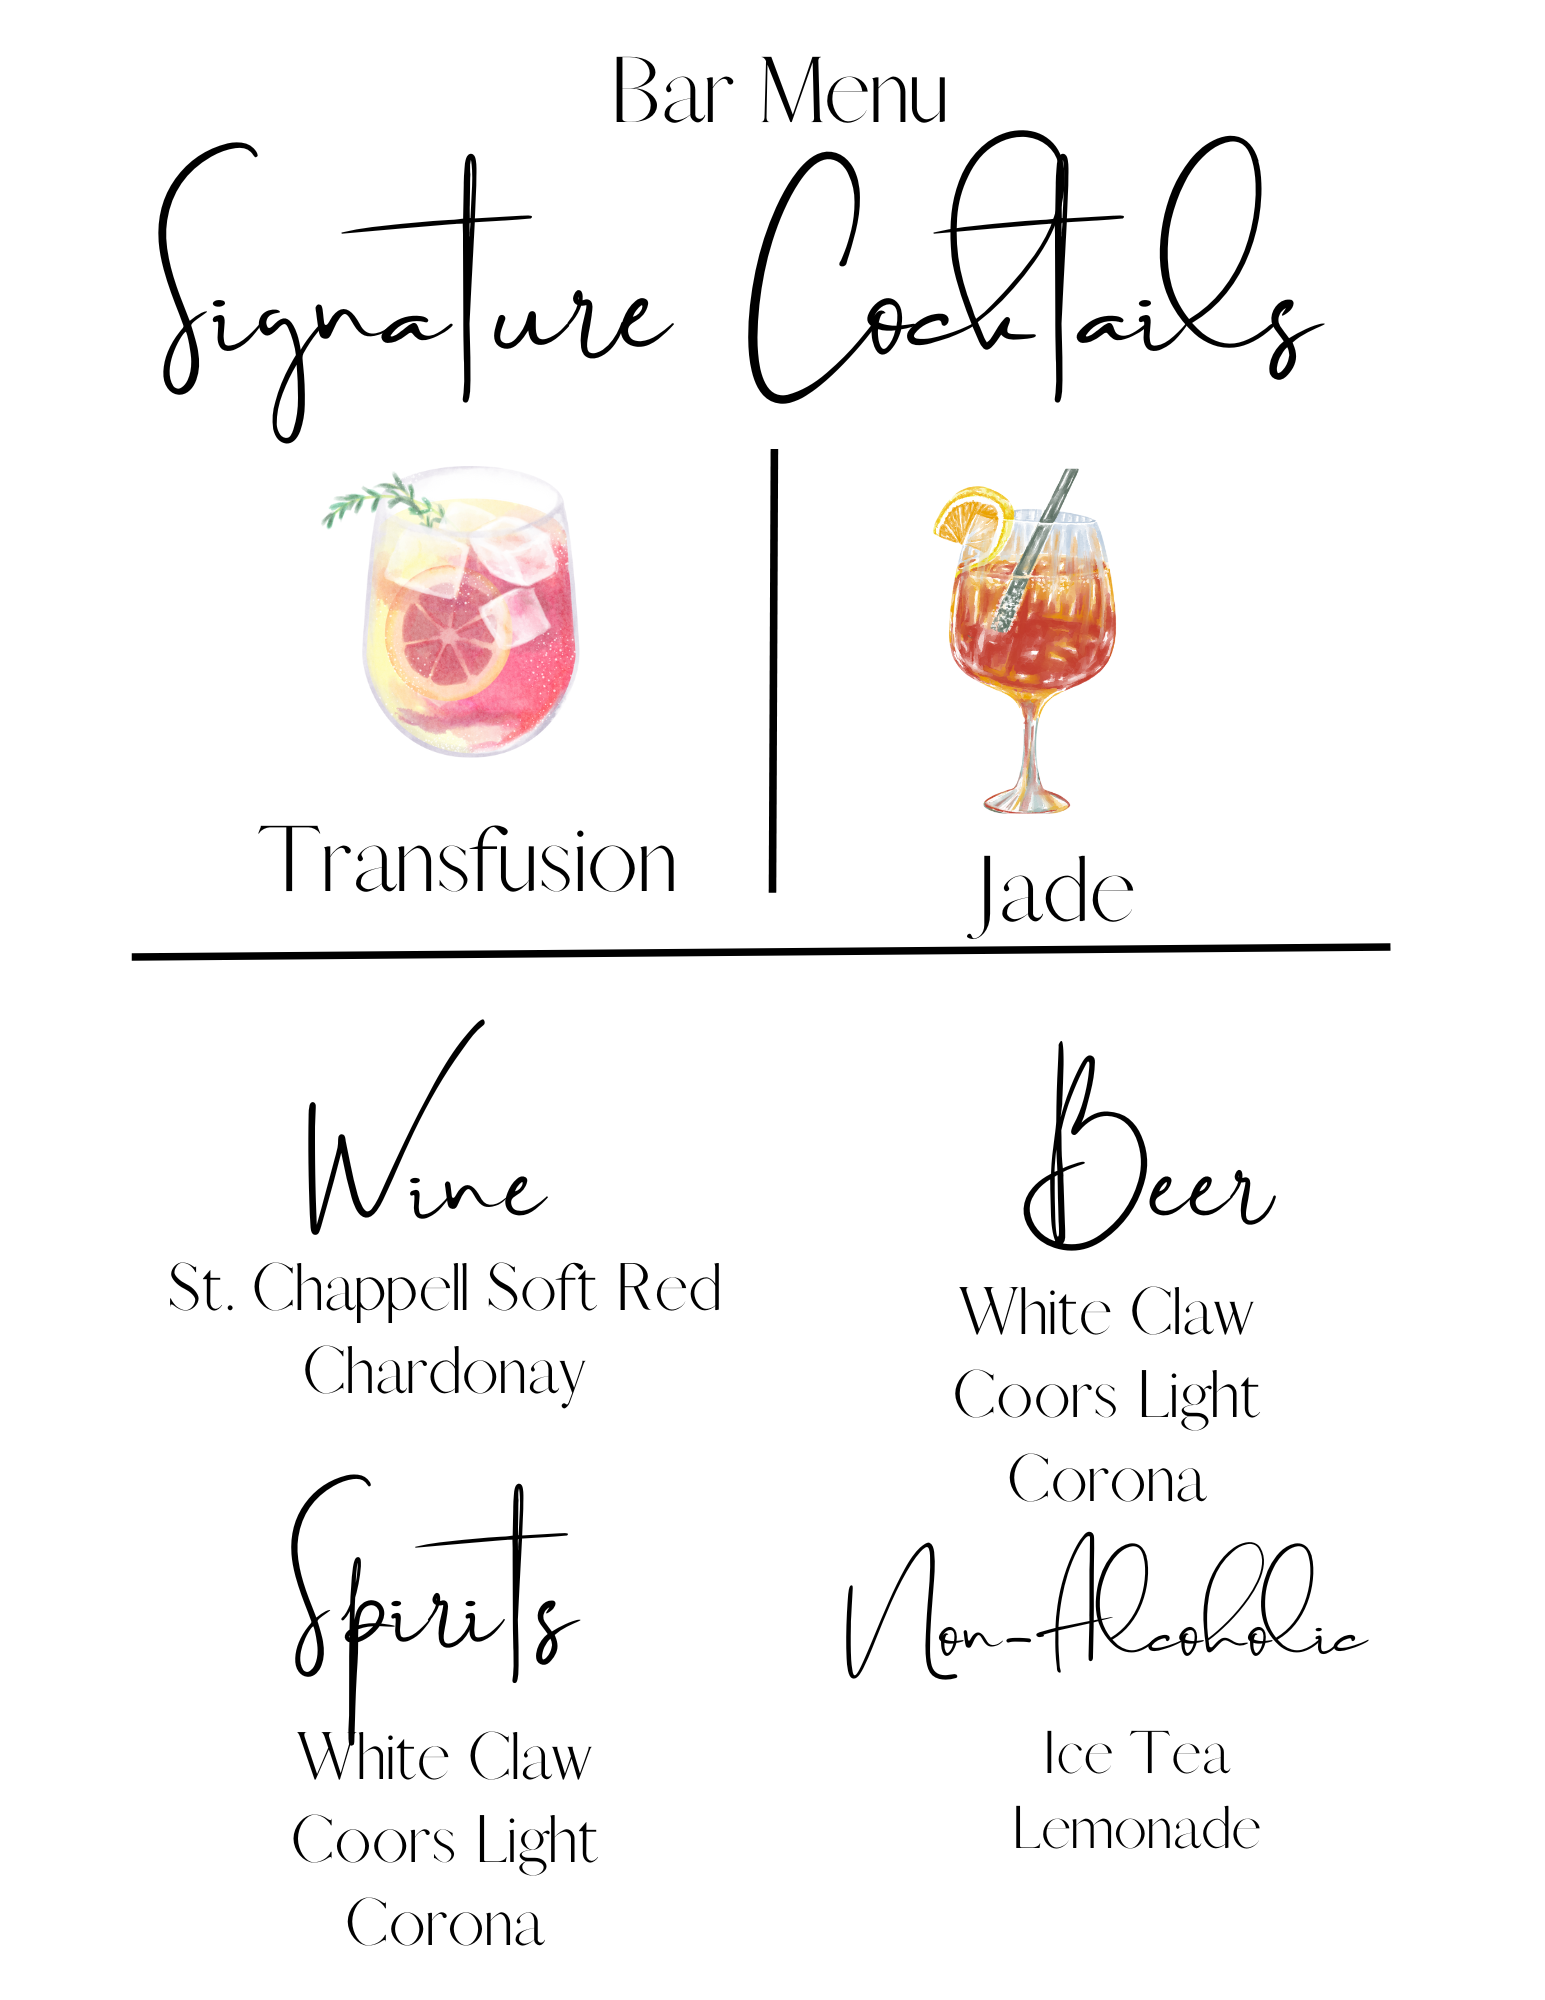 Bar Menu
Signature Cocktails
Transfusion
Jade
Wine
St. Chappell Soft Red
Chardonay
Beer
White Claw
Coors Light
Corona
Spirits
White Claw
Coors Light
Corona
Non-Alcoholic
Ice Tea
Lemonade